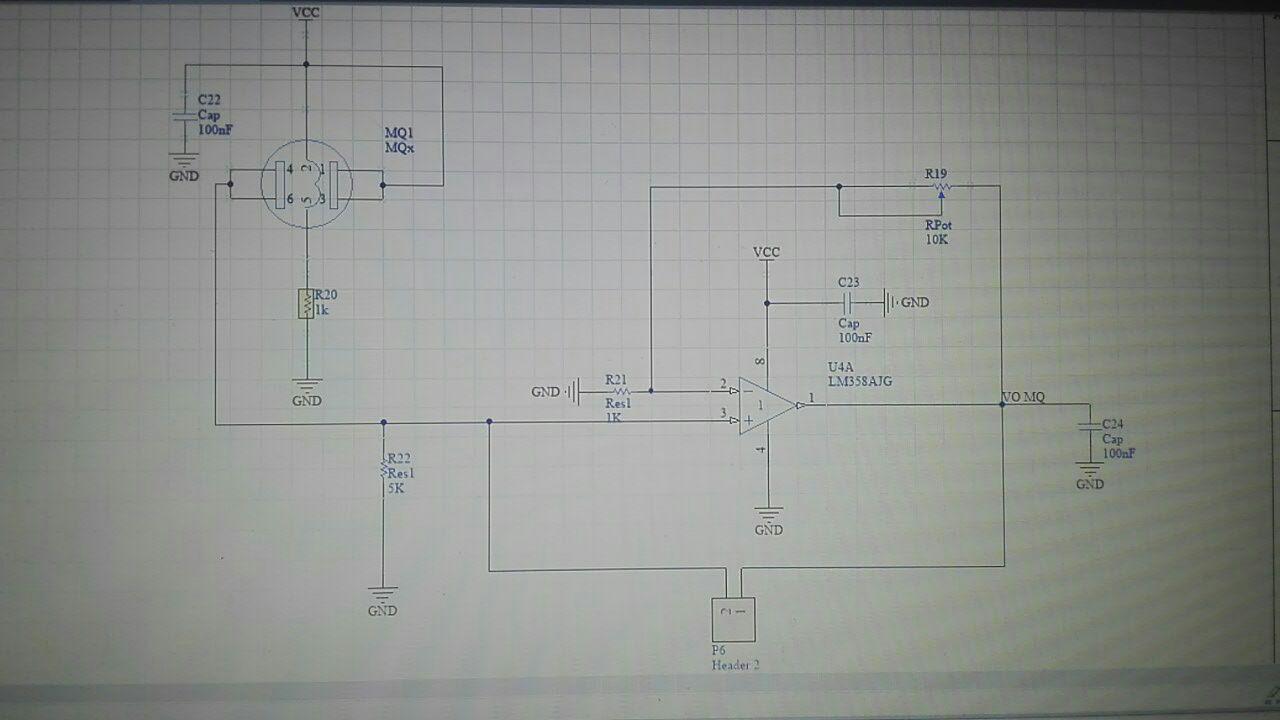 VCC
C22
Cap
100nF
GND
MQ1
MQx
4
2
1
6
5
3
R20
1k
GND
R19
RPot
10K
VCC
C23
Cap
100nF
GND
8
U4A
LM358AJG
GND
R21
Res1
1K
2
3
1
1
4
GND
VO MQ
C24
Cap
100nF
GND
R22
Res1
5K
GND
2
1
P6
Header 2